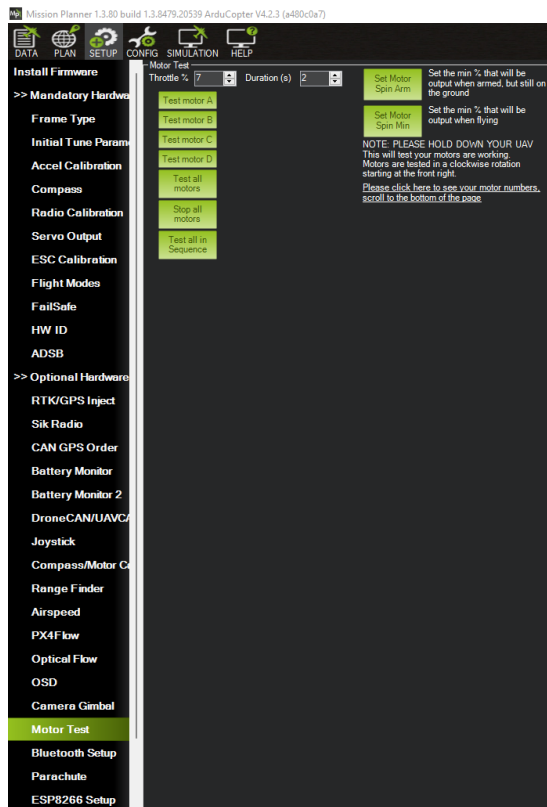 Mission Planner 1.3.80 build 1.3.8479.20539 ArduCopter V4.2.3 (a480c0a7)
DATA PLAN SETUP CONFIG SIMULATION HELP
Install Firmware
>> Mandatory Hardwa
Frame Type
Initial Tune Param
Accel Calibration
Compass
Radio Calibration
Servo Output
ESC Calibration
Flight Modes
FailSafe
HW ID
ADSB
>> Optional Hardware
RTK/GPS Inject
Sik Radio
CAN GPS Order
Battery Monitor
Battery Monitor 2
DroneCAN/UAVCA
Joystick
Compass/Motor Ca
Range Finder
Airspeed
PX4Flow
Optical Flow
OSD
Camera Gimbal
Motor Test
Bluetooth Setup
Parachute
ESP8266 Setup
Motor Test
Throttle % 7 Duration (s) 2
Test motor A
Test motor B
Test motor C
Test motor D
Test all
motors
Stop all
motors
Test all in
Sequence
Set Motor
Spin Arm
Set the min % that will be
output when armed, but still on
the ground
Set Motor
Spin Min
Set the min % that will be
output when flying
NOTE: PLEASE HOLD DOWN YOUR UAV
This will test your motors are working.
Motors are tested in a clockwise rotation
starting at the front right.
Please click here to see your motor numbers,
scroll to the bottom of the page